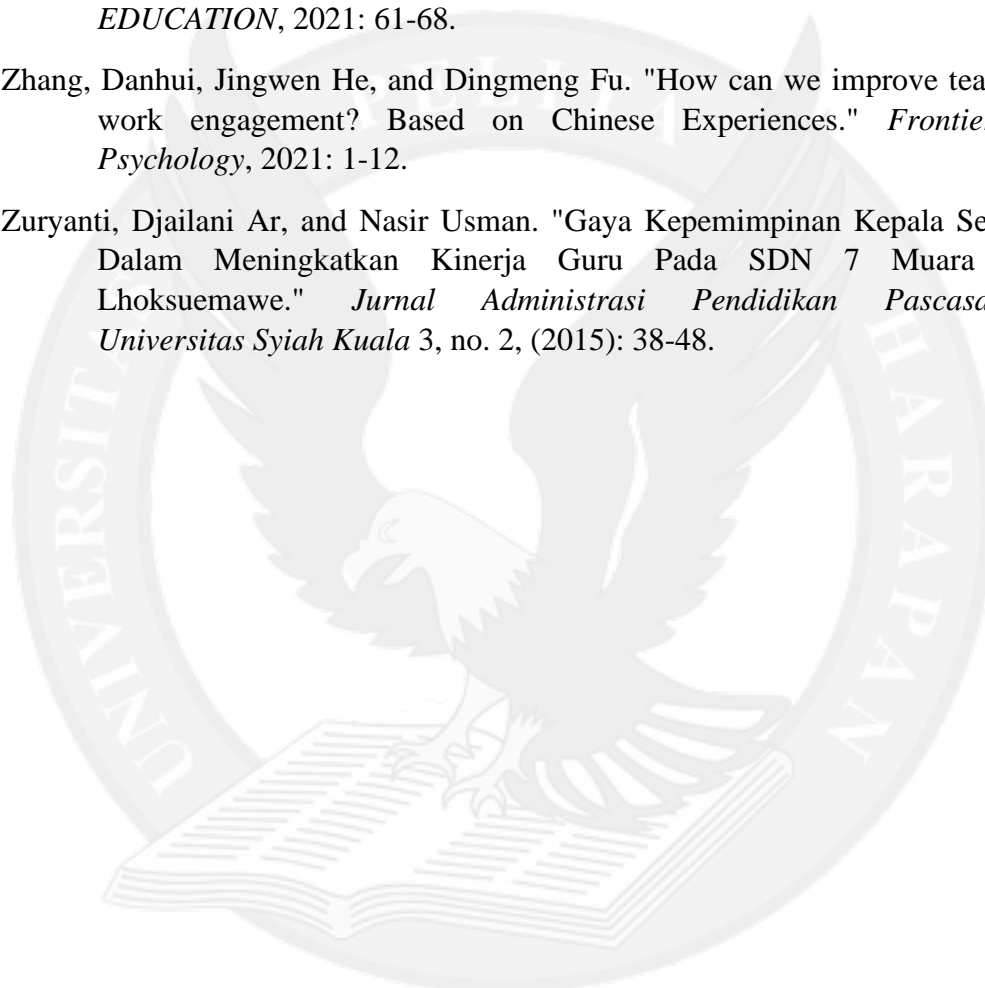 EDUCATION, 2021: 61-68.
Zhang, Danhui, Jingwen He, and Dingmeng Fu. "How can we improve tea
work engagement? Based on Chinese Experiences." Frontie
Psychology, 2021: 1-12.
Zuryanti, Djailani Ar, and Nasir Usman. "Gaya Kepemimpinan Kepala Se
Dalam Meningkatkan Kinerja Guru Pada SDN 7 Muara
Lhoksuemawe." Jurnal Administrasi Pendidikan Pascasa
Universitas Syiah Kuala 3, no. 2, (2015): 38-48.
UNIVERSITAS PELITA HARAPAN